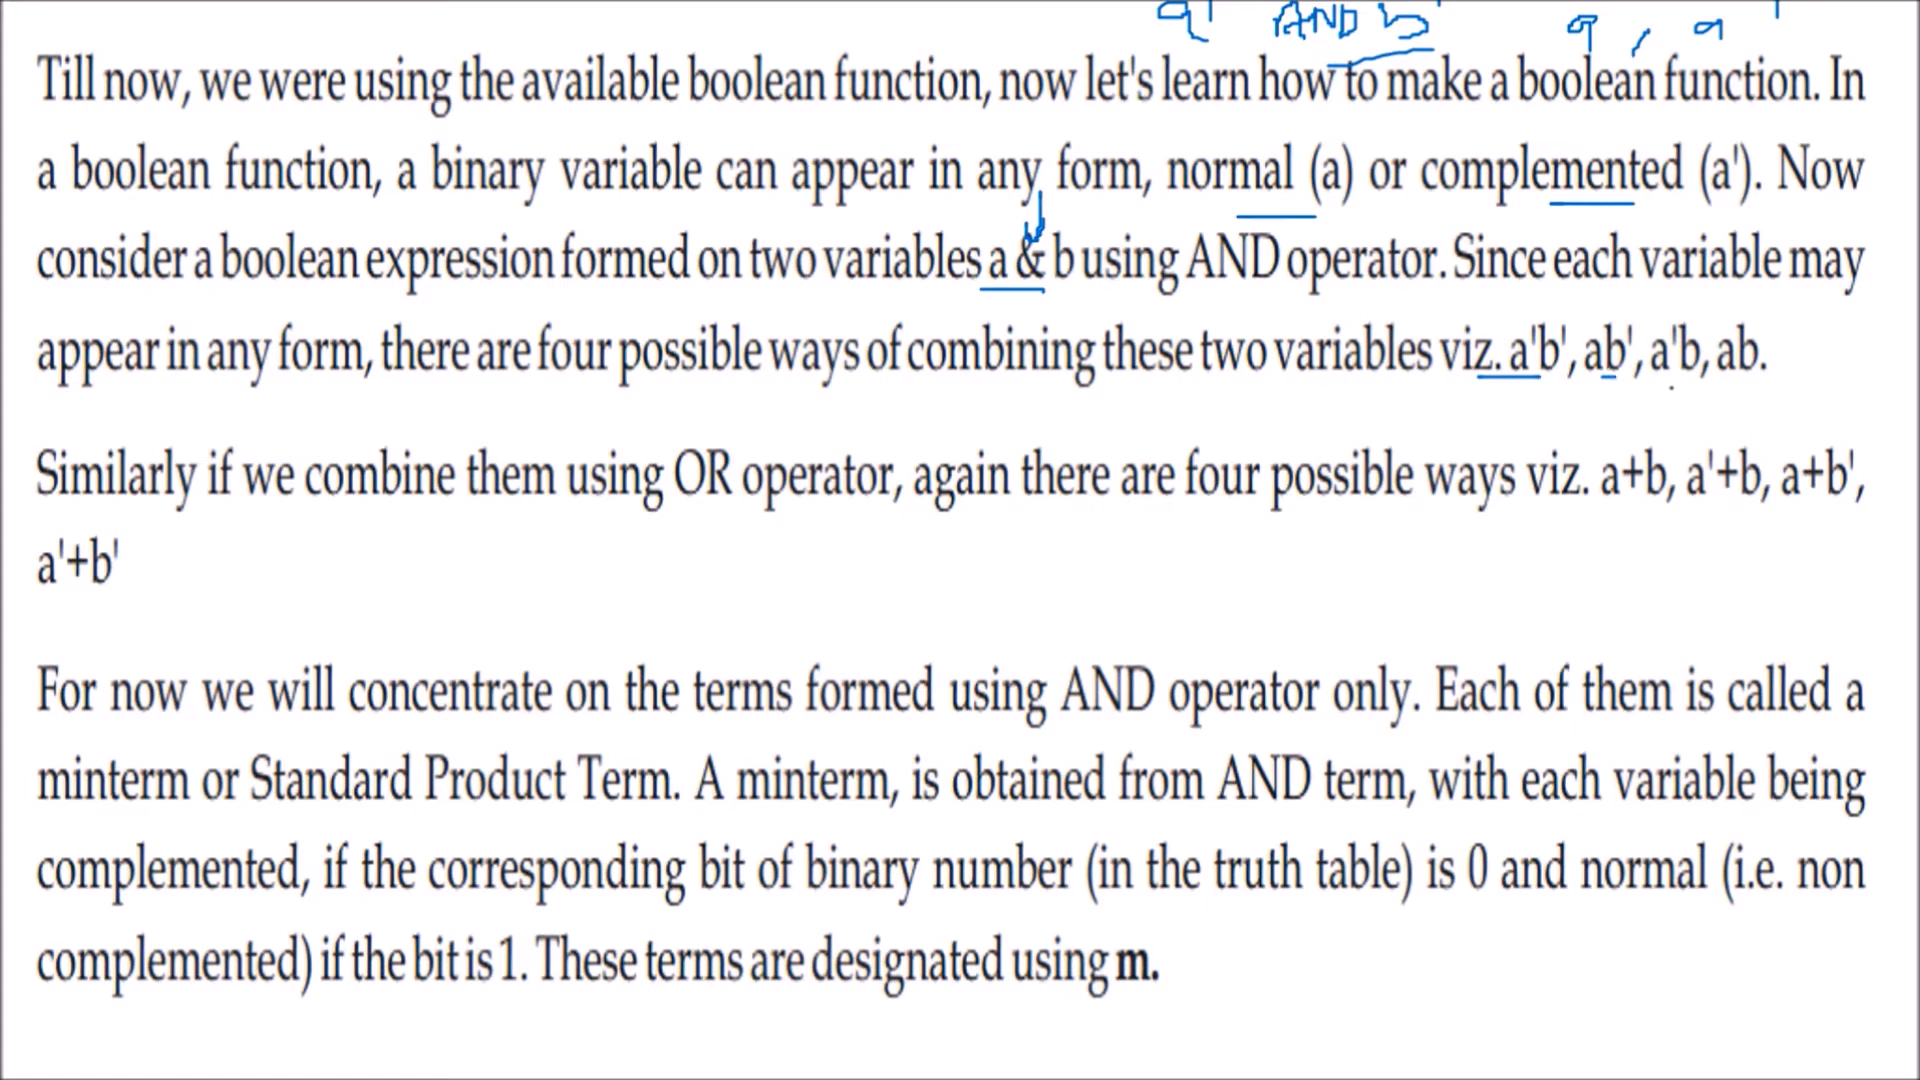 a' AND b' a , a'
Till now, we were using the available boolean function, now let's learn how to make a boolean function. In
a boolean function, a binary variable can appear in any form, normal (a) or complemented (a'). Now
consider a boolean expression formed on two variables a & b using AND operator. Since each variable may
appear in any form, there are four possible ways of combining these two variables viz. a'b', ab', a'b, ab.
Similarly if we combine them using OR operator, again there are four possible ways viz. a+b, a'+b, a+b',
a'+b'
For now we will concentrate on the terms formed using AND operator only. Each of them is called a
minterm or Standard Product Term. A minterm, is obtained from AND term, with each variable being
complemented, if the corresponding bit of binary number (in the truth table) is 0 and normal (i.e. non
complemented) if the bit is 1. These terms are designated using m.